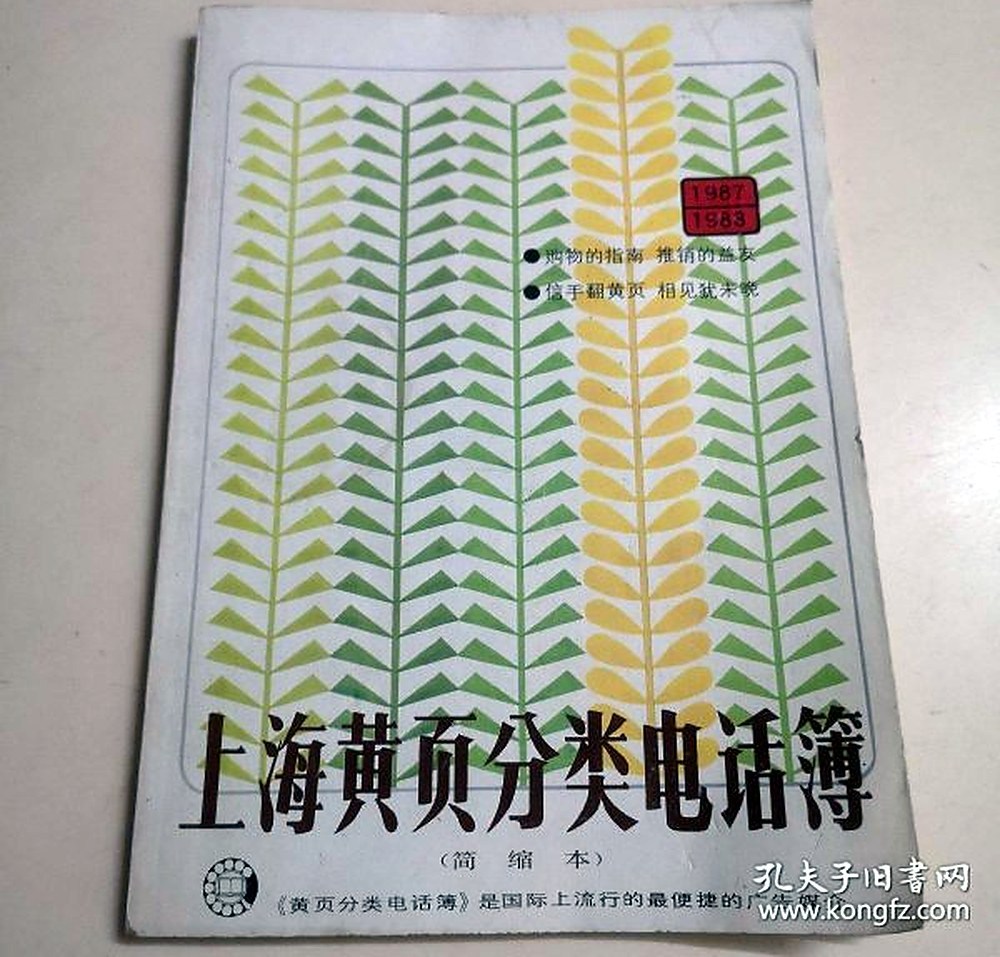 1987
1983
●购物的指南 推销的益友
●信手翻黄页 相见犹未晚
上海黄页分类电话簿
（简缩本）
《黄页分类电话簿》是国际上流行的最便捷的广告媒介
孔夫子旧书网
www.kongfz.com